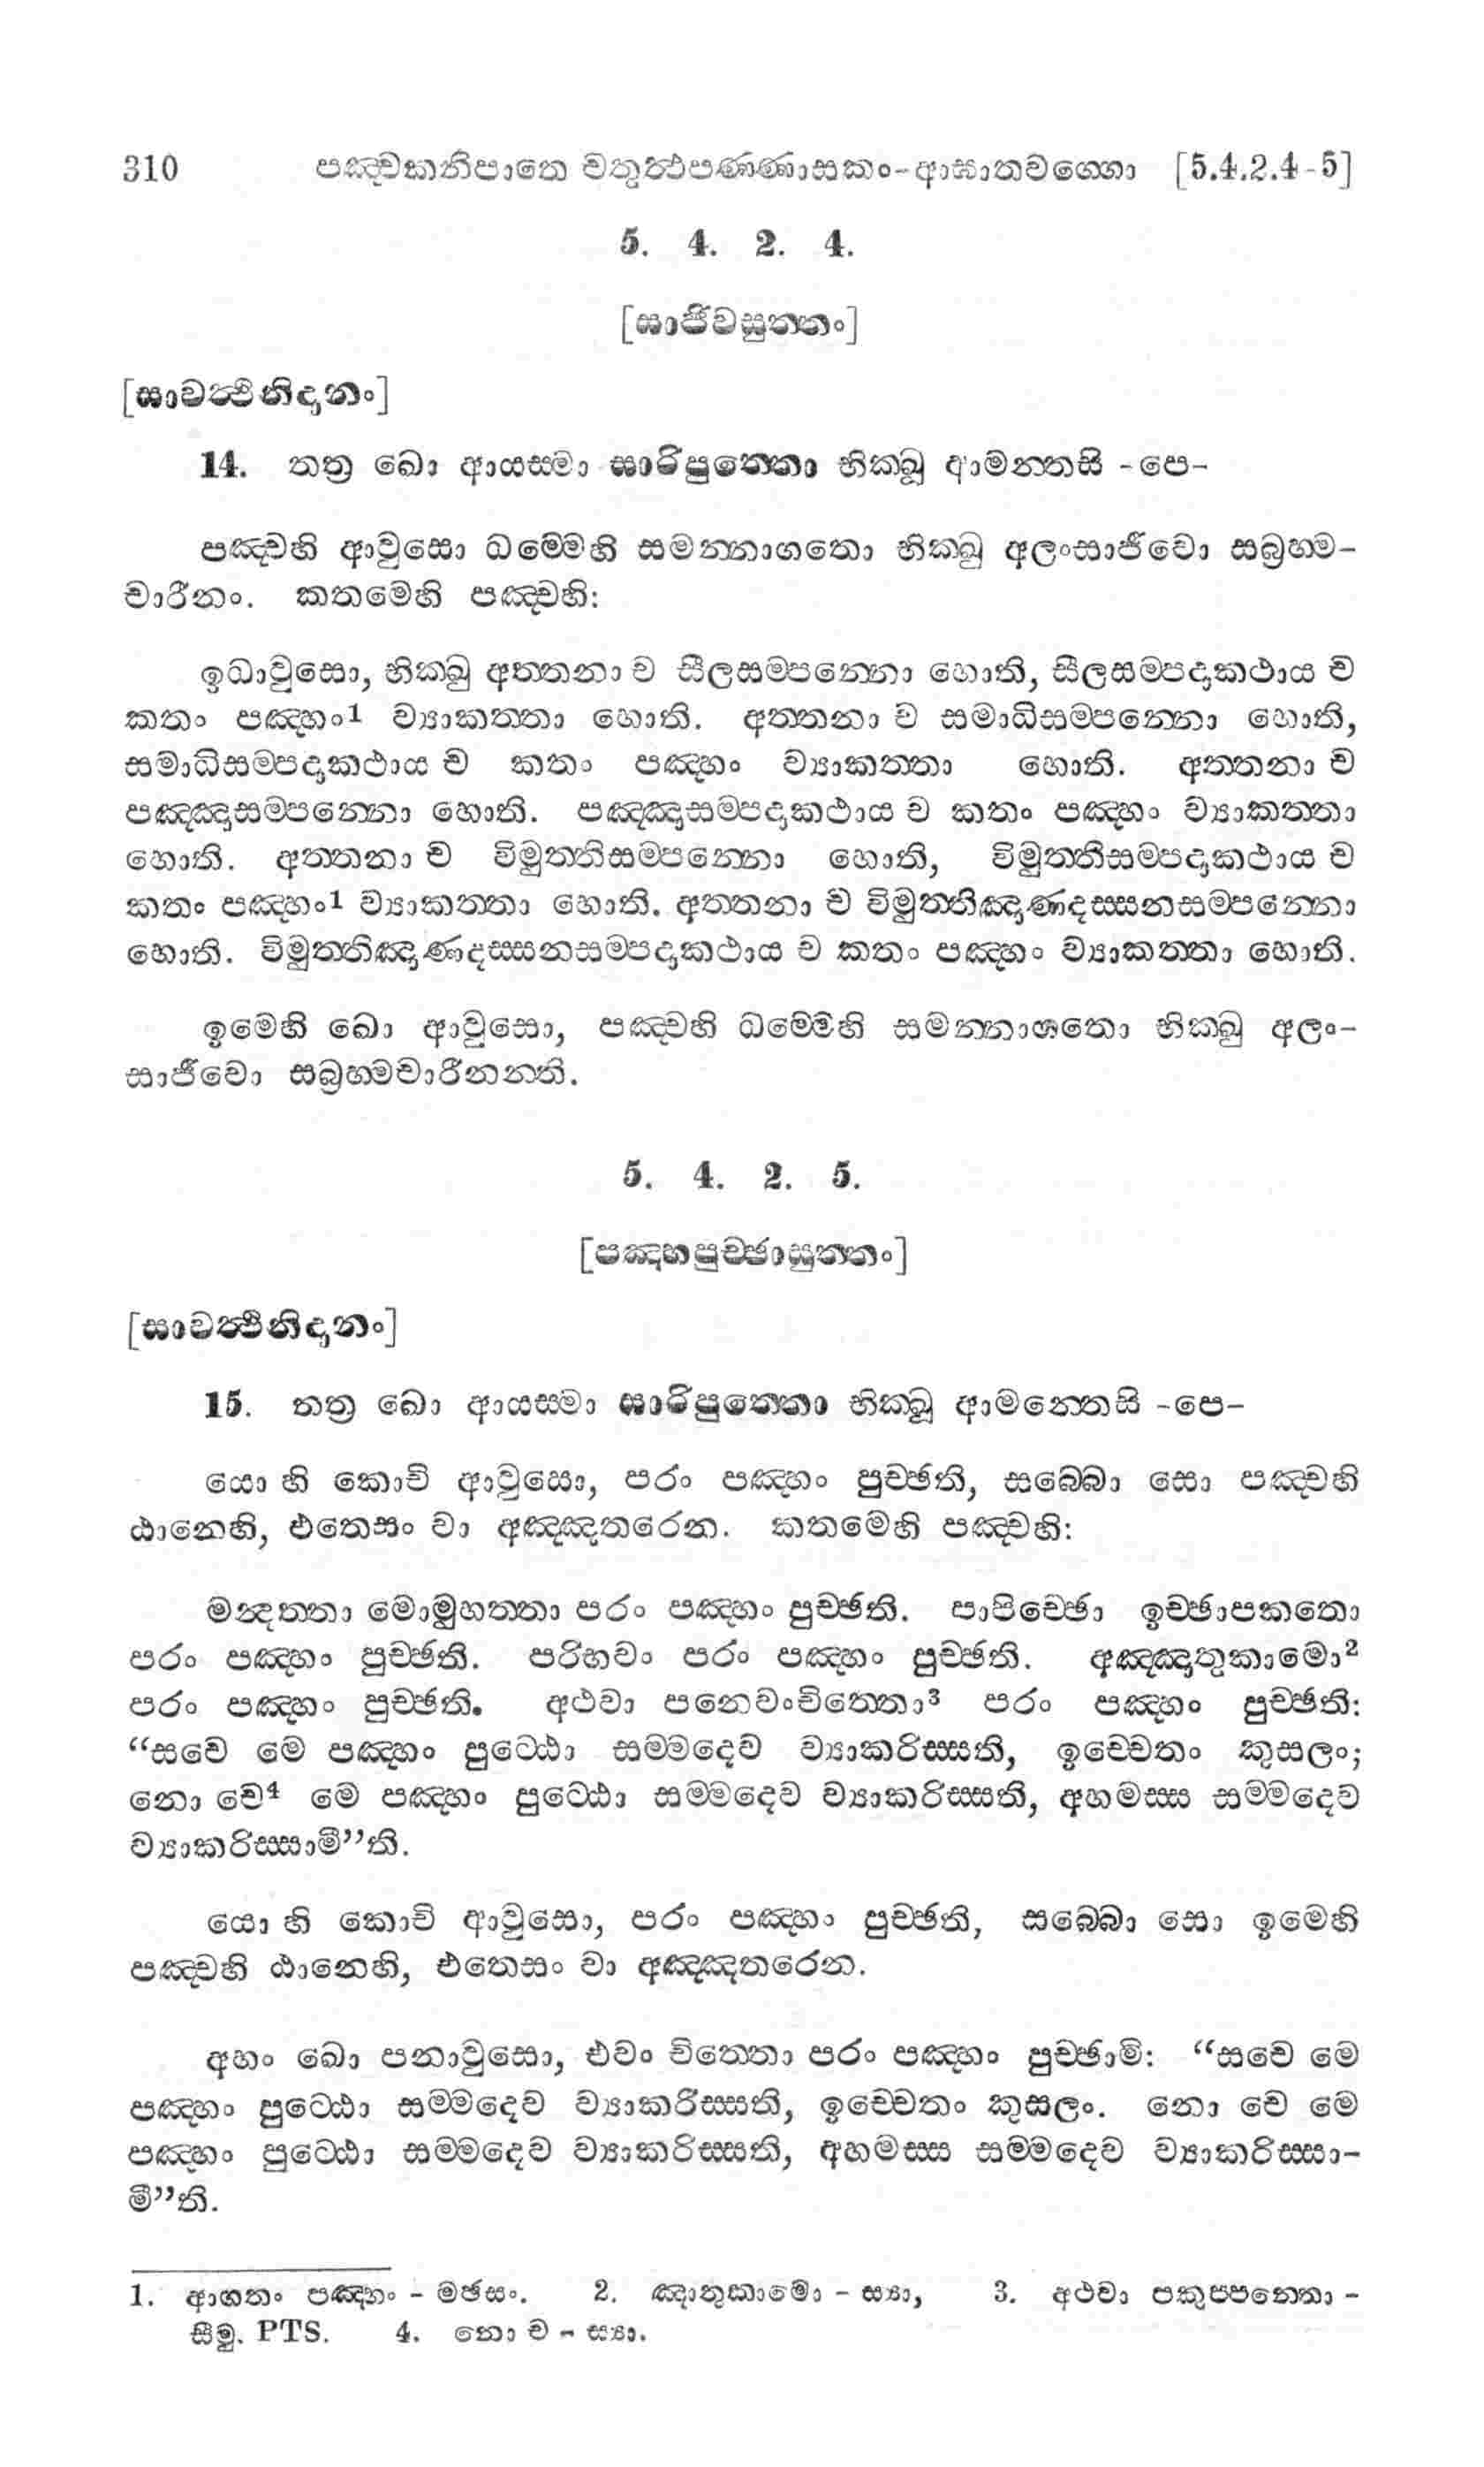 310 පඤ්චකනිපාතෙ චතුත්ථපණ්ණාසකං-ආඝාතවග්ගො [5.4.2.4-5]
5. 4. 2. 4.
[සාජීවසුත්තං]
[සාවත්ථිනිදානං]
14. තත්‍ර ඛො ආයස්මා සාරිපුත්තො භික්ඛූ ආමන්තසි -පෙ-
පඤ්චහි ආවුසො ධම්මෙහි සමන්නාගතො භික්ඛු අලංසාජීවො සබ්‍රහ්ම-
චාරීනං. කතමෙහි පඤ්චහි:
ඉධාවුසො, භික්ඛු අත්තනා ච සීලසම්පන්නො හොති, සීලසම්පදාකථාය ච
කතං පඤ්හං1 ව්‍යාකත්තා හොති. අත්තනා ච සමාධිසම්පන්නො හොති,
සමාධිසම්පදාකථාය ච කතං පඤ්හං ව්‍යාකත්තා හොති. අත්තනා ච
පඤ්ඤාසම්පන්නො හොති. පඤ්ඤාසම්පදාකථාය ච කතං පඤ්හං ව්‍යාකත්තා
හොති. අත්තනා ච විමුත්තිසම්පන්නො හොති, විමුත්තිසම්පදාකථාය ච
කතං පඤ්හං1 ව්‍යාකත්තා හොති. අත්තනා ච විමුත්තිඤාණදස්සනසම්පන්නො
හොති. විමුත්තිඤාණදස්සනසම්පදාකථාය ච කතං පඤ්හං ව්‍යාකත්තා හොති.
ඉමෙහි ඛො ආවුසො, පඤ්චහි ධම්මෙහි සමන්නාගතො භික්ඛු අලං-
සාජීවො සබ්‍රහ්මචාරීනන්ති.
5. 4. 2. 5.
[පඤ්හපුච්ඡාසුත්තං]
[සාවත්ථිනිදානං]
15. තත්‍ර ඛො ආයස්මා සාරිපුත්තො භික්ඛූ ආමන්තෙසි -පෙ-
යො හි කොචි ආවුසො, පරං පඤ්හං පුච්ඡති, සබ්බො සො පඤ්චහි
ඨානෙහි, එතෙසං වා අඤ්ඤතරෙන. කතමෙහි පඤ්චහි:
මන්දත්තා මොමුහත්තා පරං පඤ්හං පුච්ඡති. පාපිච්ඡො ඉච්ඡාපකතො
පරං පඤ්හං පුච්ඡති. පරිභවං පරං පඤ්හං පුච්ඡති. අඤ්ඤාතුකාමො2
පරං පඤ්හං පුච්ඡති. අථවා පනෙවංචිත්තො3 පරං පඤ්හං පුච්ඡති:
“සචෙ මෙ පඤ්හං පුට්ඨො සම්මදෙව ව්‍යාකරිස්සති, ඉච්චෙතං කුසලං;
නො චෙ4 මෙ පඤ්හං පුට්ඨො සම්මදෙව ව්‍යාකරිස්සති, අහමස්ස සම්මදෙව
ව්‍යාකරිස්සාමී”ති.
යො හි කොචි ආවුසො, පරං පඤ්හං පුච්ඡති, සබ්බො සො ඉමෙහි
පඤ්චහි ඨානෙහි, එතෙසං වා අඤ්ඤතරෙන.
අහං ඛො පනාවුසො, එවං චිත්තො පරං පඤ්හං පුච්ඡාමි: “සචෙ මෙ
පඤ්හං පුට්ඨො සම්මදෙව ව්‍යාකරිස්සති, ඉච්චෙතං කුසලං. නො චෙ මෙ
පඤ්හං පුට්ඨො සම්මදෙව ව්‍යාකරිස්සති, අහමස්ස සම්මදෙව ව්‍යාකරිස්සා-
මී”ති.
1. ආගතං පඤ්හං - මඡසං. 2. ඤාතුකාමො - ස්‍යා, 3. අථවා පකුප්පන්තො -
සීමු. PTS. 4. නො ච - ස්‍යා.